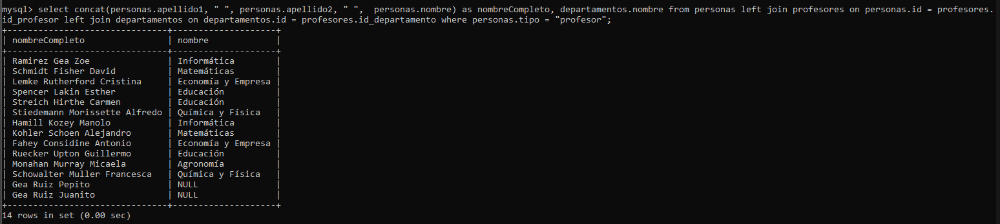 mysql> select concat(personas.apellido1, " ", personas.apellido2, " ",  personas.nombre) as nombreCompleto, departamentos.nombre from personas left join profesores on personas.id = profesores.
id_profesor left join departamentos on departamentos.id = profesores.id_departamento where personas.tipo = "profesor";
+------------------------------+--------------------+
| nombreCompleto               | nombre             |
+------------------------------+--------------------+
| Ramirez Gea Zoe              | Informática        |
| Schmidt Fisher David         | Matemáticas        |
| Lemke Rutherford Cristina    | Economía y Empresa |
| Spencer Lakin Esther         | Educación          |
| Streich Hirthe Carmen        | Educación          |
| Stiedemann Morissette Alfredo | Química y Física   |
| Hamill Kozey Manolo          | Informática        |
| Kohler Schoen Alejandro      | Matemáticas        |
| Fahey Considine Antonio      | Economía y Empresa |
| Ruecker Upton Guillermo      | Educación          |
| Monahan Murray Micaela       | Agronomía          |
| Schowalter Muller Francesca  | Química y Física   |
| Gea Ruiz Pepito              | NULL               |
| Gea Ruiz Juanito             | NULL               |
+------------------------------+--------------------+
14 rows in set (0.00 sec)